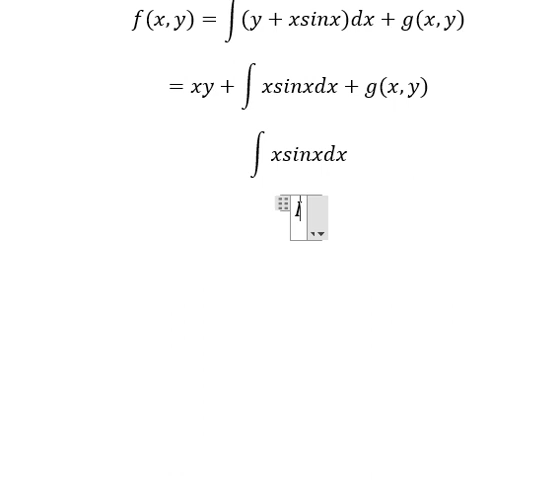 f(x,y) = ∫(y + xsinx)dx + g(x,y)
= xy + ∫ xsinxdx + g(x,y)
∫ xsinxdx